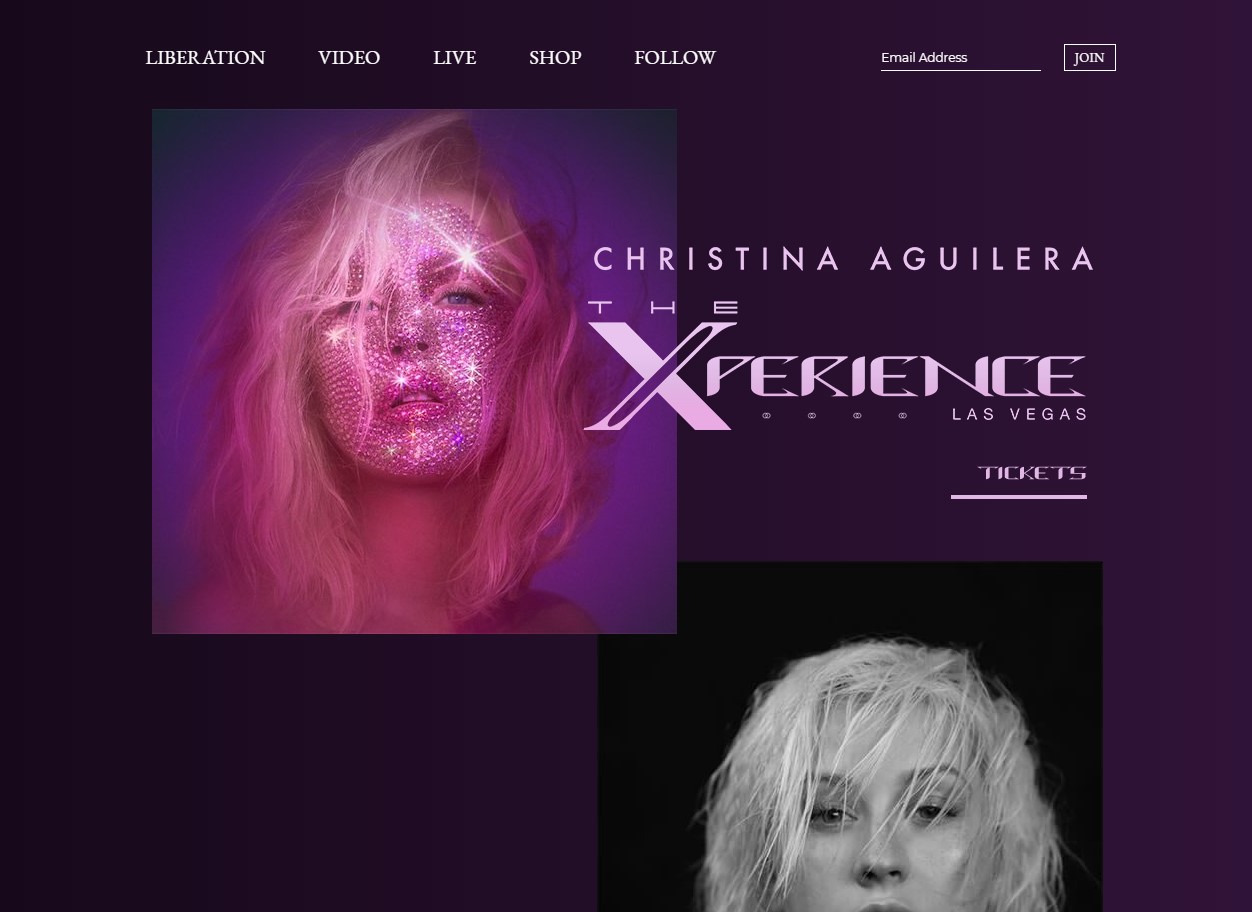 LIBERATION VIDEO LIVE SHOP FOLLOW Email Address JOIN
CHRISTINA AGUILERA
THE
XPERIENCE
LAS VEGAS
TICKETS